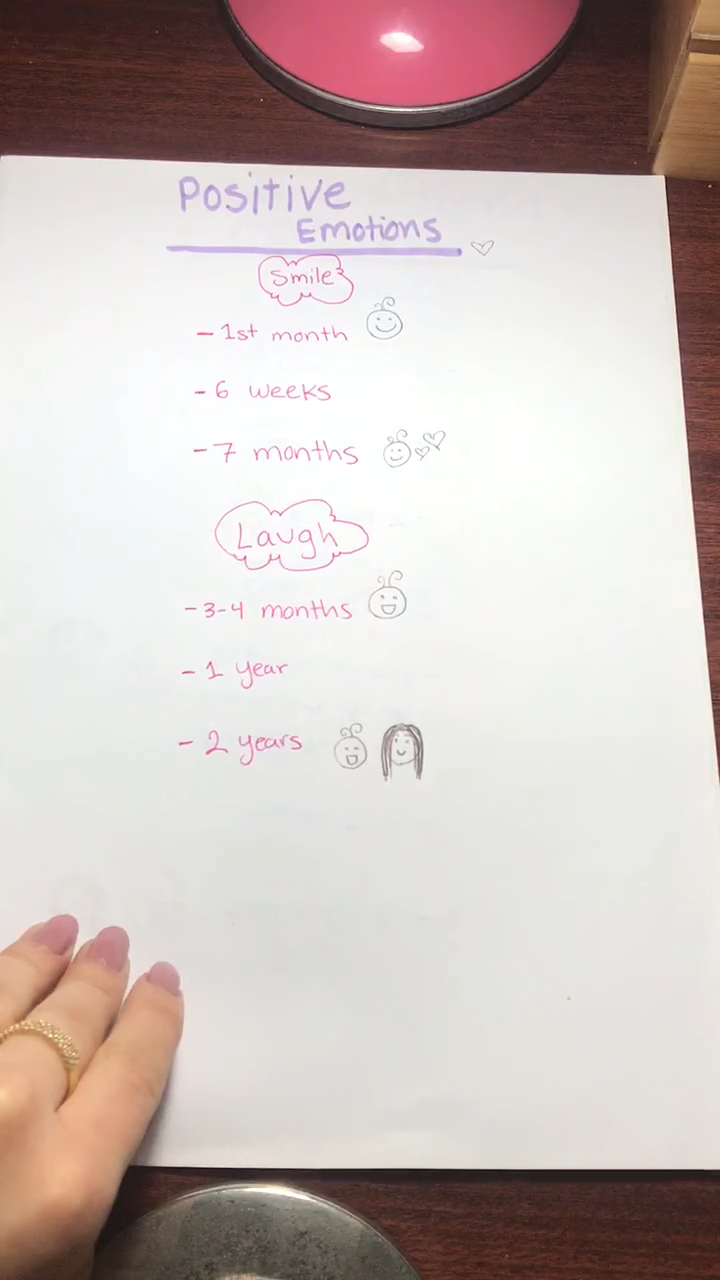 Positive
Emotions
Smile
- 1st month
- 6 weeks
- 7 months
Laugh
- 3-4 months
- 1 year
- 2 years